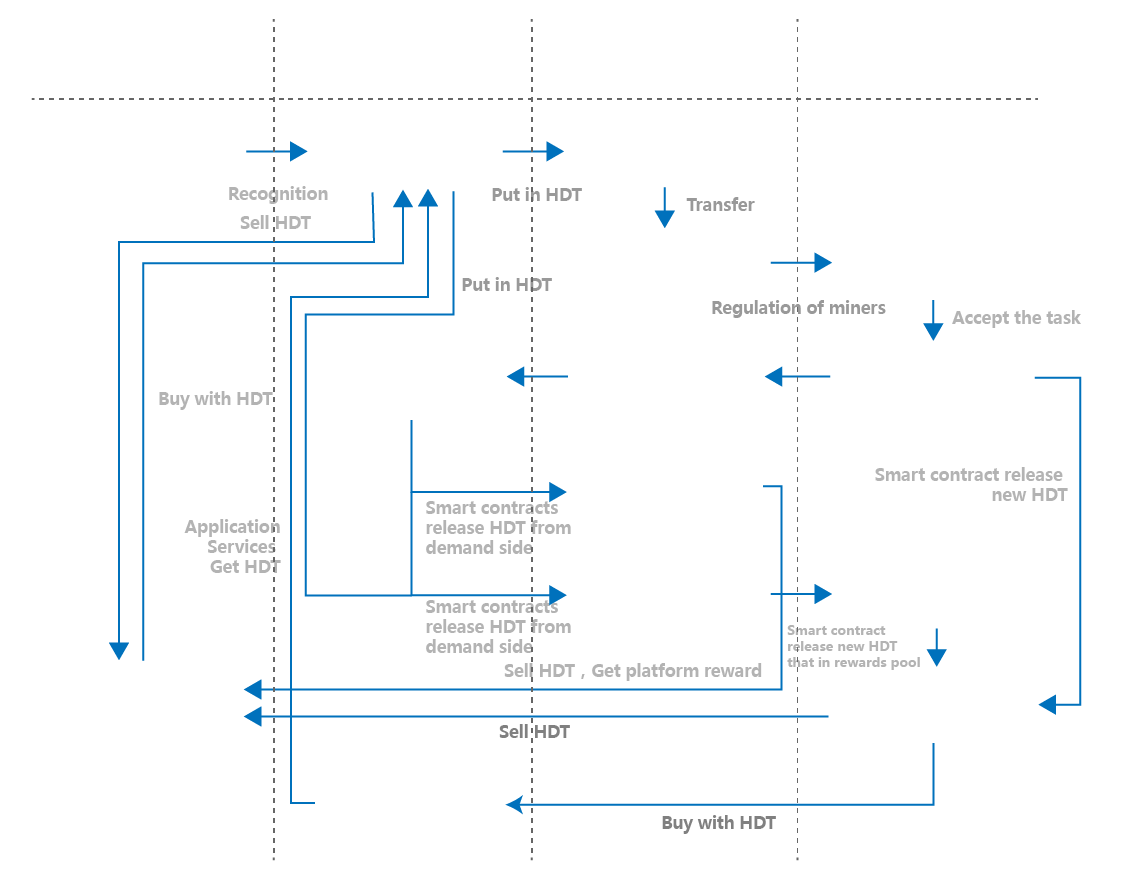 Recognition
Put in HDT
Transfer
Sell HDT
Put in HDT
Regulation of miners
Accept the task
Buy with HDT
Smart contract release
new HDT
Smart contracts
release HDT from
demand side
Application
Services
Get HDT
Smart contracts
release HDT from
demand side
Smart contract
release new HDT
that in rewards pool
Sell HDT , Get platform reward
Sell HDT
Buy with HDT